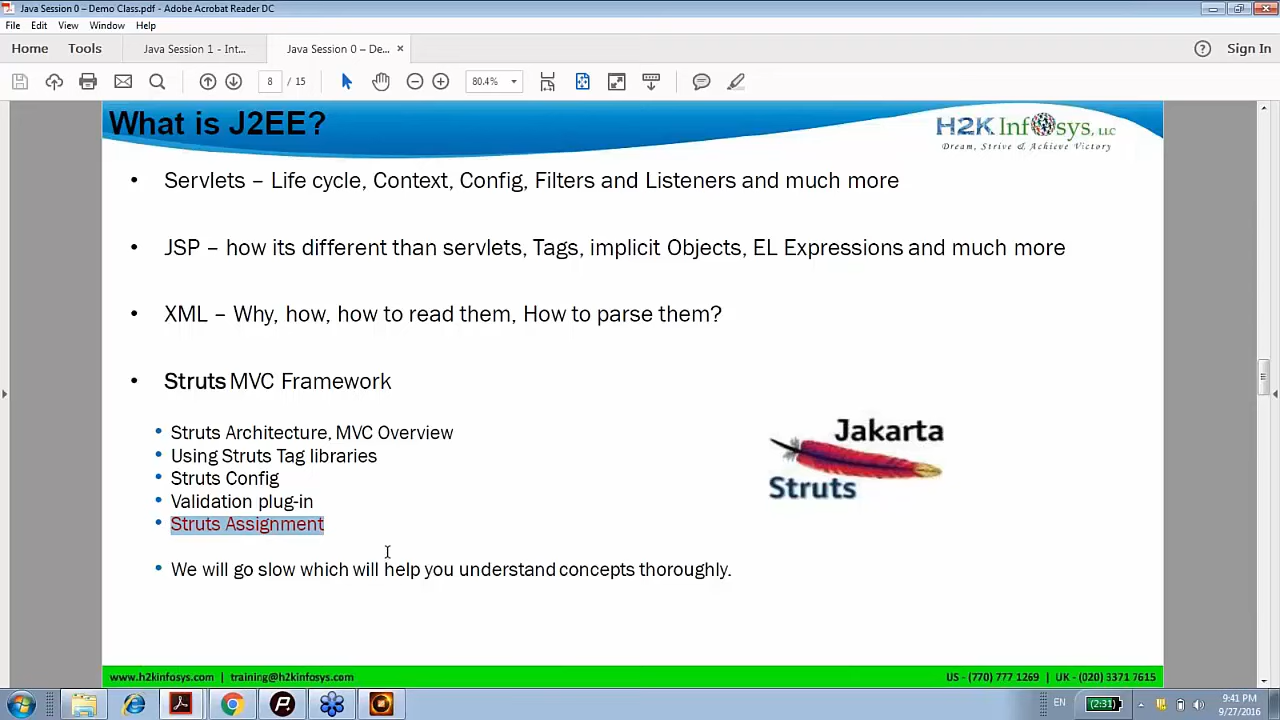 Java Session 0 – Demo Class.pdf - Adobe Acrobat Reader DC
File Edit View Window Help
Home Tools Java Session 1 - Int... Java Session 0 – De... × Sign In
8 / 15 80.4%
What is J2EE?
H2K Infosys, LLC
Dream, Strive & Achieve Victory
• Servlets – Life cycle, Context, Config, Filters and Listeners and much more
• JSP – how its different than servlets, Tags, implicit Objects, EL Expressions and much more
• XML – Why, how, how to read them, How to parse them?
• Struts MVC Framework
• Struts Architecture, MVC Overview
• Using Struts Tag libraries
• Struts Config
• Validation plug-in
• Struts Assignment
• We will go slow which will help you understand concepts thoroughly.
Jakarta
Struts
www.h2kinfosys.com | training@h2kinfosys.com US - (770) 777 1269 | UK - (020) 3371 7615
EN (2:31) 9:41 PM
9/27/2016